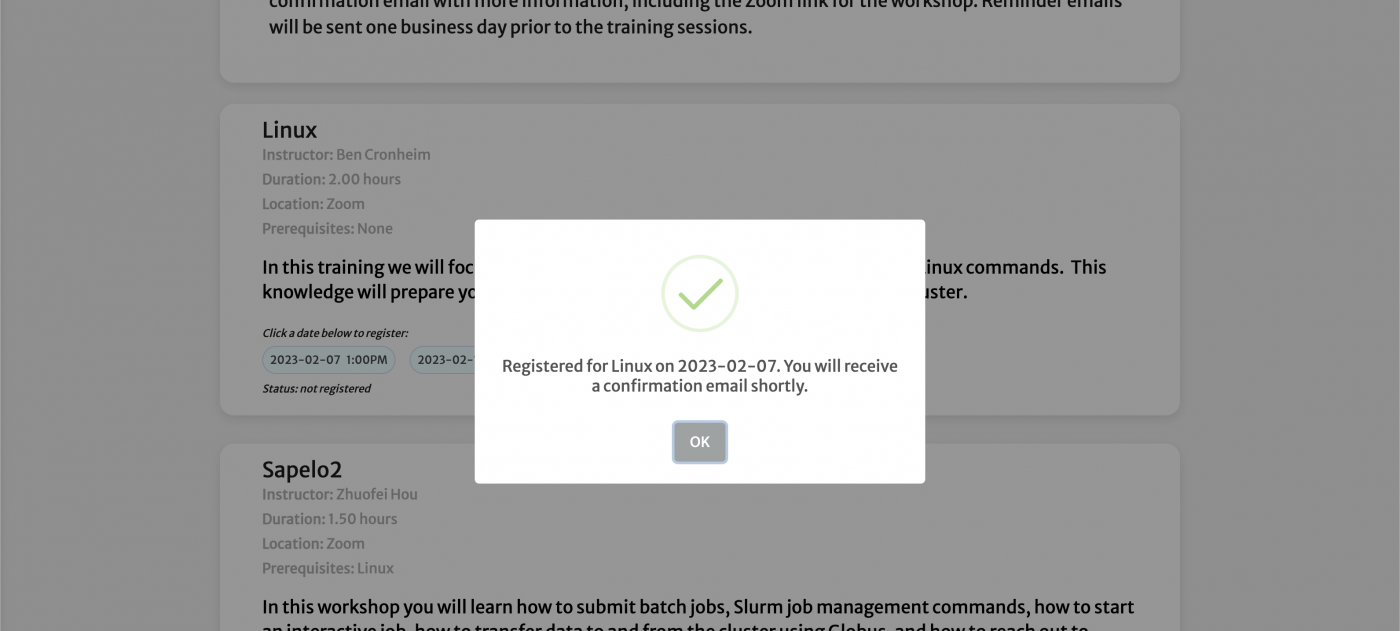 confirmation email with more information, including the Zoom link for the workshop. Reminder emails
will be sent one business day prior to the training sessions.
Linux
Instructor: Ben Cronheim
Duration: 2.00 hours
Location: Zoom
Prerequisites: None
In this training we will foc
inux commands. This
knowledge will prepare yo
uster.
Click a date below to register:
2023-02-07 1:00PM
2023-02-
Status: not registered
Registered for Linux on 2023-02-07. You will receive
a confirmation email shortly.
OK
Sapelo2
Instructor: Zhuofei Hou
Duration: 1.50 hours
Location: Zoom
Prerequisites: Linux
In this workshop you will learn how to submit batch jobs, Slurm job management commands, how to start
an interactive job, how to transfer data to and from the cluster using Globus, and how to reach out to